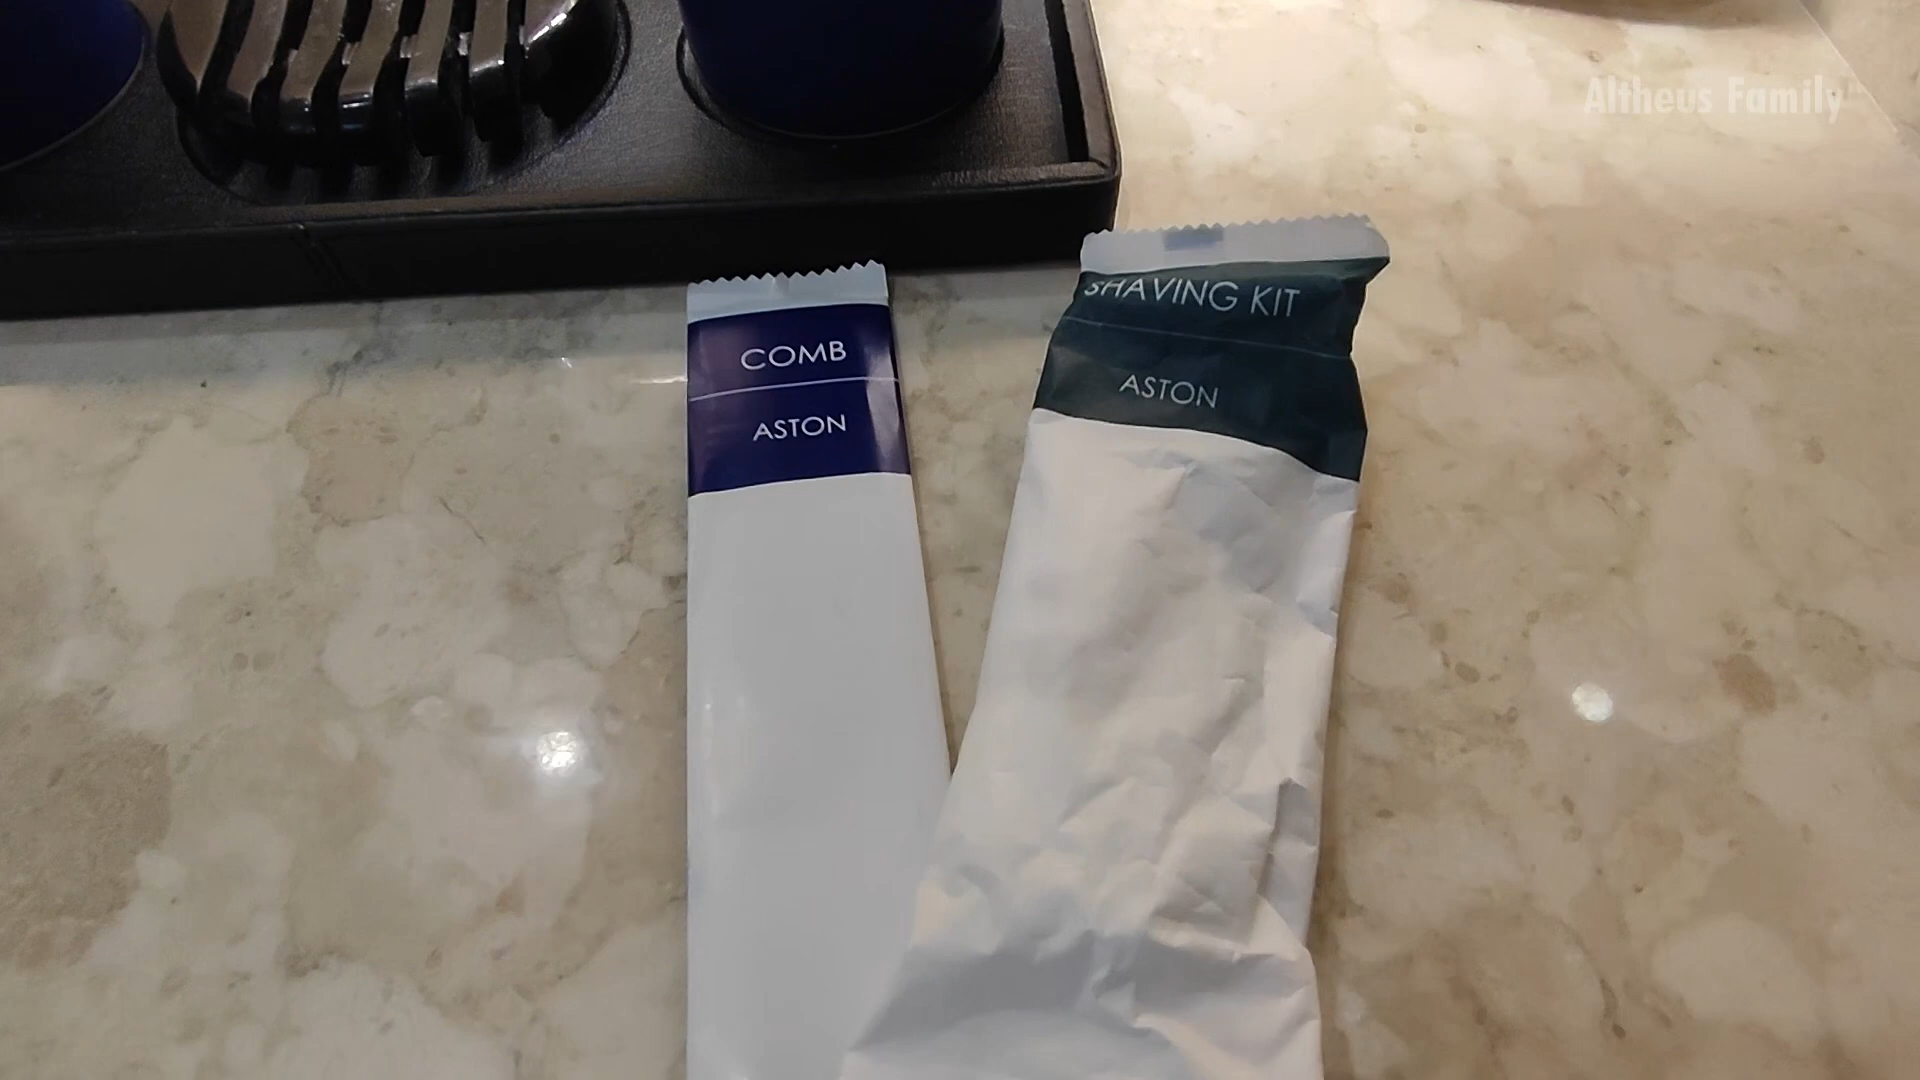 Altheus Family
COMB
ASTON
SHAVING KIT
ASTON